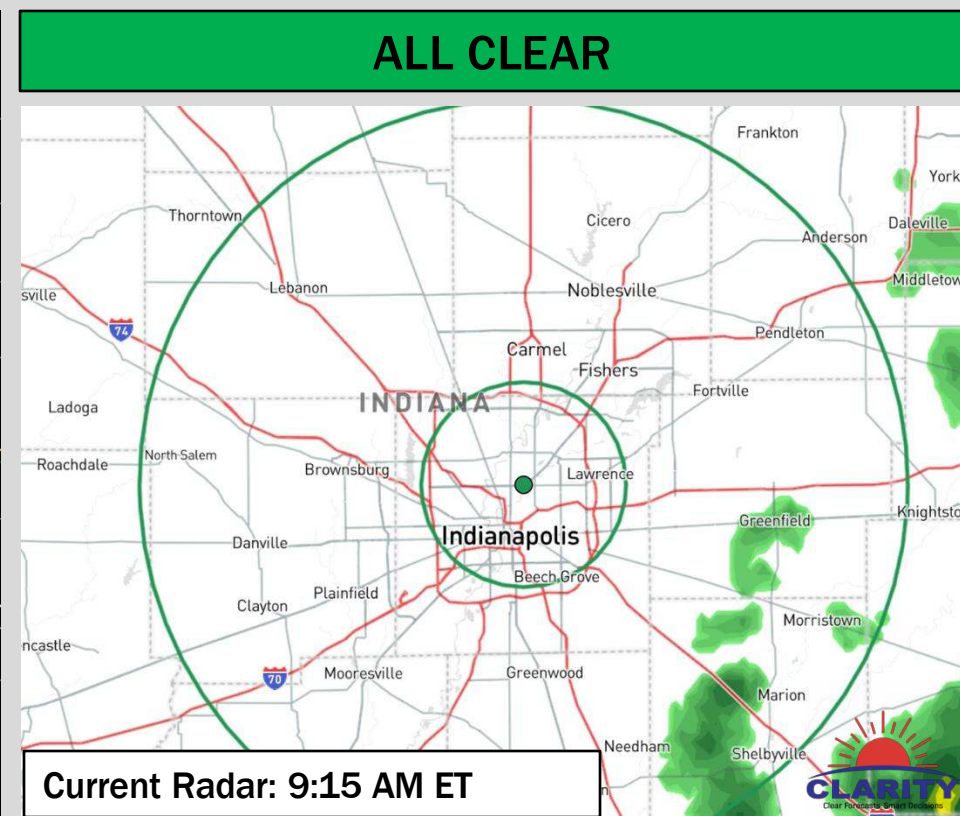 ALL CLEAR
Frankton
York
Thorntown
Cicero
Daleville
Anderson
Middletow
Lebanon
Noblesville
sville
74
Pendleton
Carmel
Fishers
Fortville
INDIANA
Ladoga
North Salem
Roachdale
Brownsburg
Lawrence
Knightsto
Greenfield
Indianapolis
Danville
Beech Grove
Plainfield
Clayton
Morristown
ncastle
Mooresville
Greenwood
70
Marion
Needham
Shelbyville
Current Radar: 9:15 AM ET
CLARITY
Clear Forecasts. Smart Decisions
n